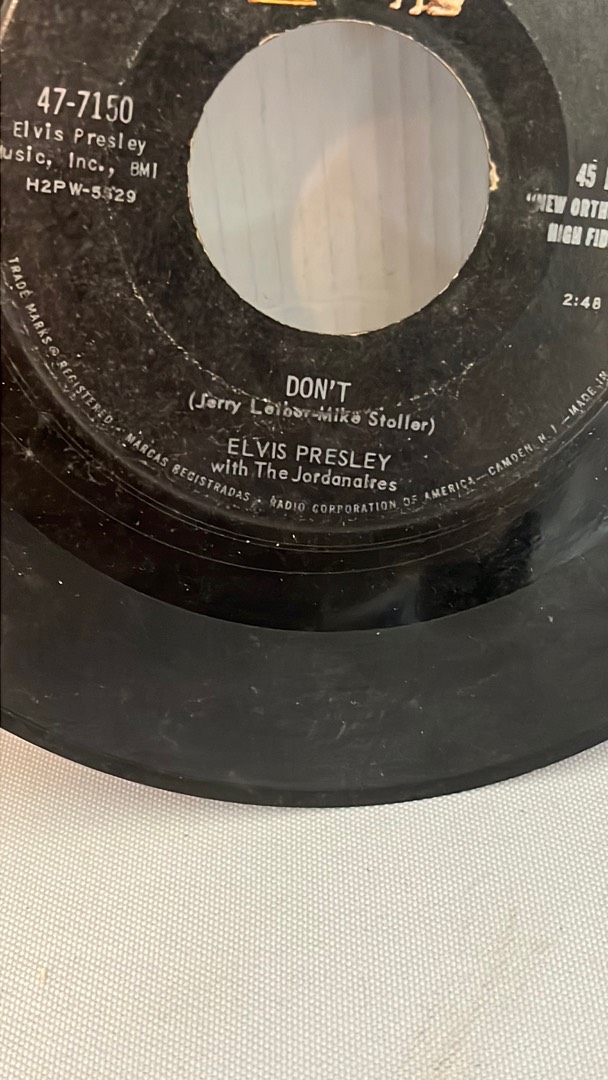 47-7150
Elvis Presley
usic, Inc., BMI
H2PW-5529
45
"NEW ORTH
HIGH FID
2:48
DON'T
(Jerry Leiber-Mike Stoller)
ELVIS PRESLEY
with The Jordanaires
TRADE MARKS ® REGISTERED · MARCAS REGISTRADAS · RADIO CORPORATION OF AMERICA—CAMDEN, N. J.—MADE IN